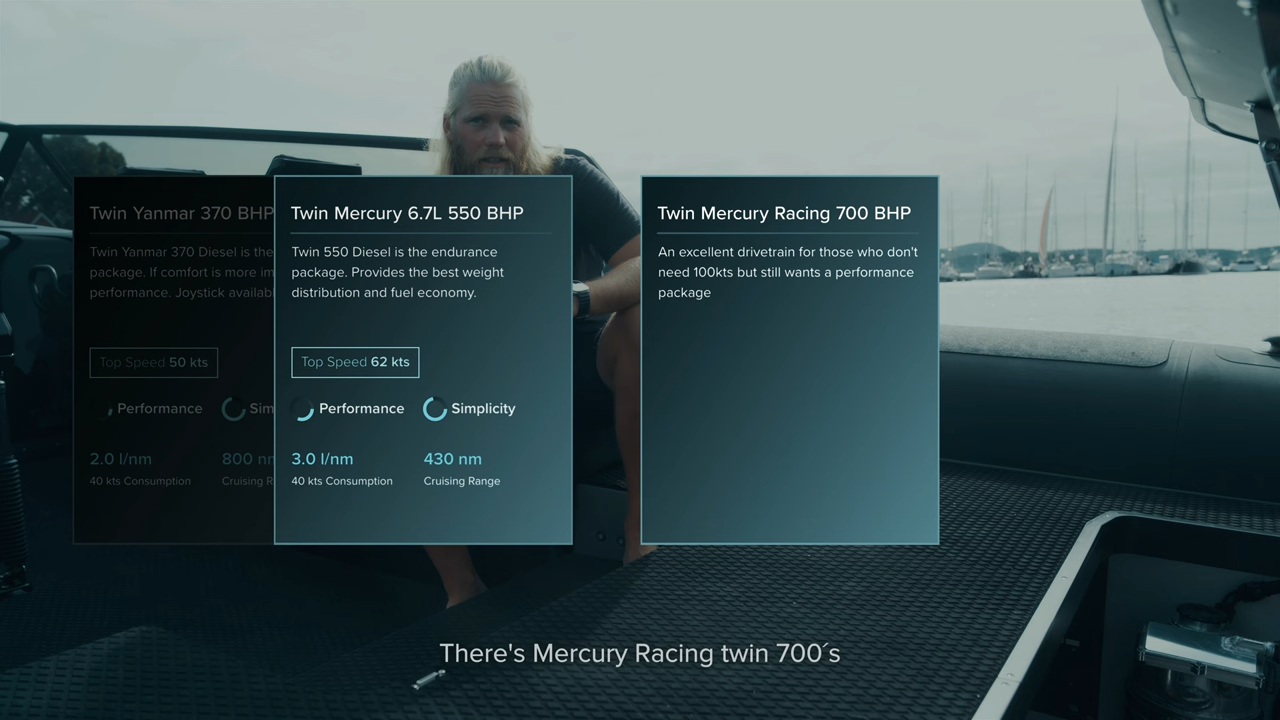 Twin Yanmar 370 BHP
Twin Yanmar 370 Diesel is the
package. If comfort is more
performance. Joystick
Top Speed 50 kts
Performance
2.0 l/nm
800
40 kts Consumption
Cruising
Twin Mercury 6.7L 550 BHP
Twin 550 Diesel is the endurance
package. Provides the best weight
distribution and fuel economy.
Top Speed 62 kts
Performance
Simplicity
3.0 l/nm
430 nm
40 kts Consumption
Cruising Range
Twin Mercury Racing 700 BHP
An excellent drivetrain for those who don't
need 100kts but still wants a performance
package
There's Mercury Racing twin 700´s